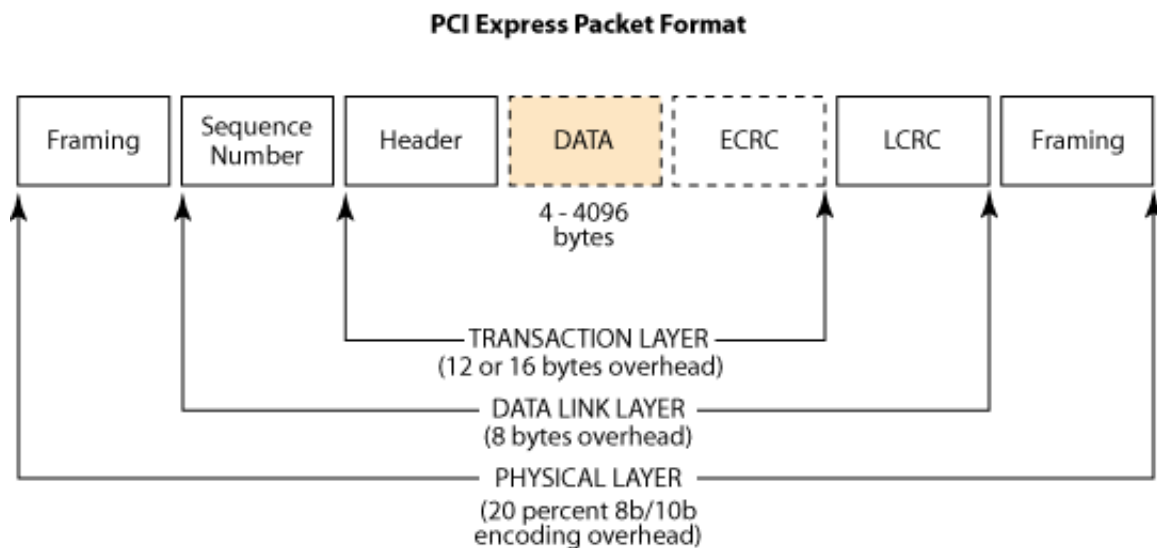 PCI Express Packet Format
Framing
Sequence
Number
Header
DATA
ECRC
LCRC
Framing
4 - 4096
bytes
TRANSACTION LAYER
(12 or 16 bytes overhead)
DATA LINK LAYER
(8 bytes overhead)
PHYSICAL LAYER
(20 percent 8b/10b
encoding overhead)